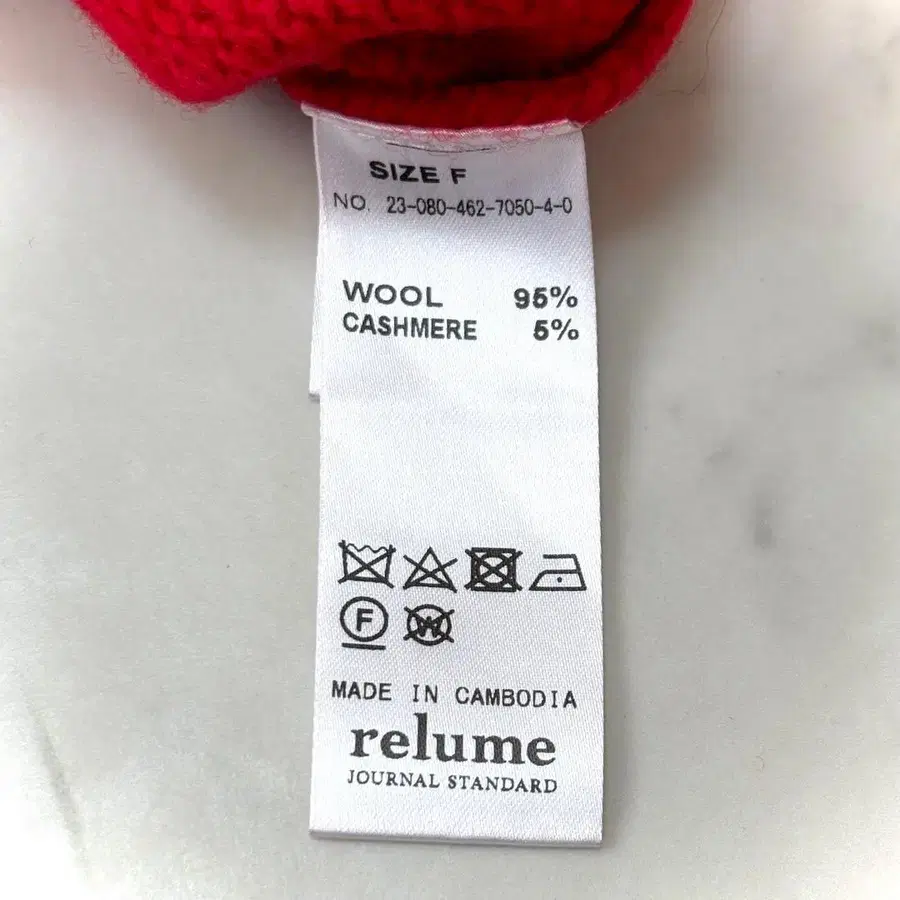 SIZE F
NO. 23-080-462-7050-4-0
WOOL 95%
CASHMERE 5%
F
W
MADE IN CAMBODIA
relume
JOURNAL STANDARD